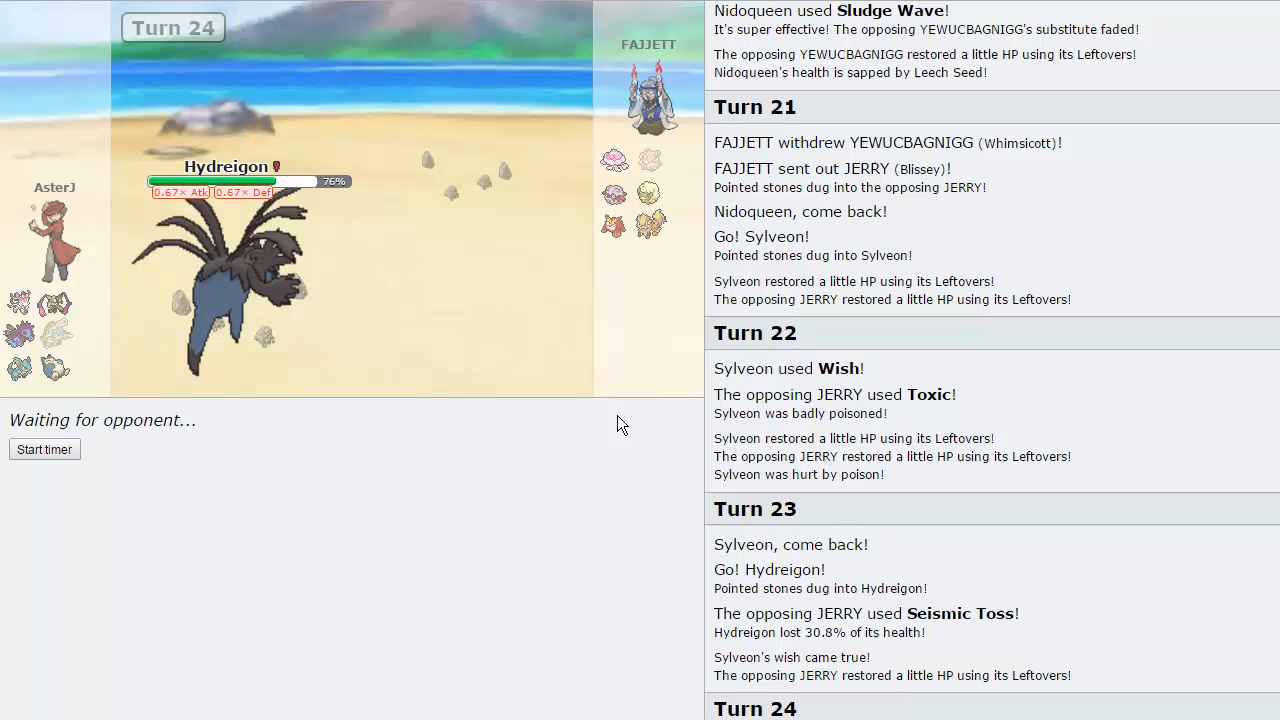 Turn 24
FAJJETT
AsterJ
Hydreigon
76%
0.67× Atk 0.67× Def
Waiting for opponent...
Start timer
Nidoqueen used Sludge Wave!
It's super effective! The opposing YEWUCBAGNIGG's substitute faded!
The opposing YEWUCBAGNIGG restored a little HP using its Leftovers!
Nidoqueen's health is sapped by Leech Seed!
Turn 21
FAJJETT withdrew YEWUCBAGNIGG (Whimsicott)!
FAJJETT sent out JERRY (Blissey)!
Pointed stones dug into the opposing JERRY!
Nidoqueen, come back!
Go! Sylveon!
Pointed stones dug into Sylveon!
Sylveon restored a little HP using its Leftovers!
The opposing JERRY restored a little HP using its Leftovers!
Turn 22
Sylveon used Wish!
The opposing JERRY used Toxic!
Sylveon was badly poisoned!
Sylveon restored a little HP using its Leftovers!
The opposing JERRY restored a little HP using its Leftovers!
Sylveon was hurt by poison!
Turn 23
Sylveon, come back!
Go! Hydreigon!
Pointed stones dug into Hydreigon!
The opposing JERRY used Seismic Toss!
Hydreigon lost 30.8% of its health!
Sylveon's wish came true!
The opposing JERRY restored a little HP using its Leftovers!
Turn 24